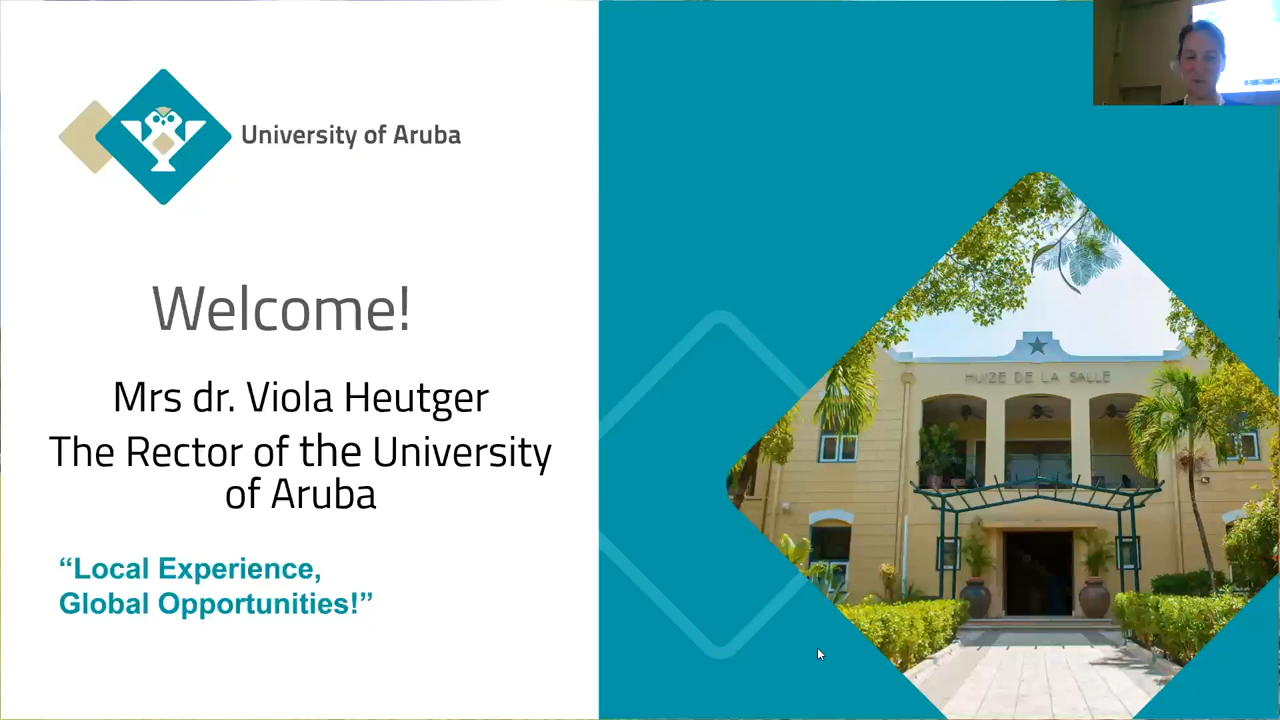 University of Aruba
Welcome!
Mrs dr. Viola Heutger
The Rector of the University
of Aruba
“Local Experience,
Global Opportunities!”
HUIZE DE LA SALLE